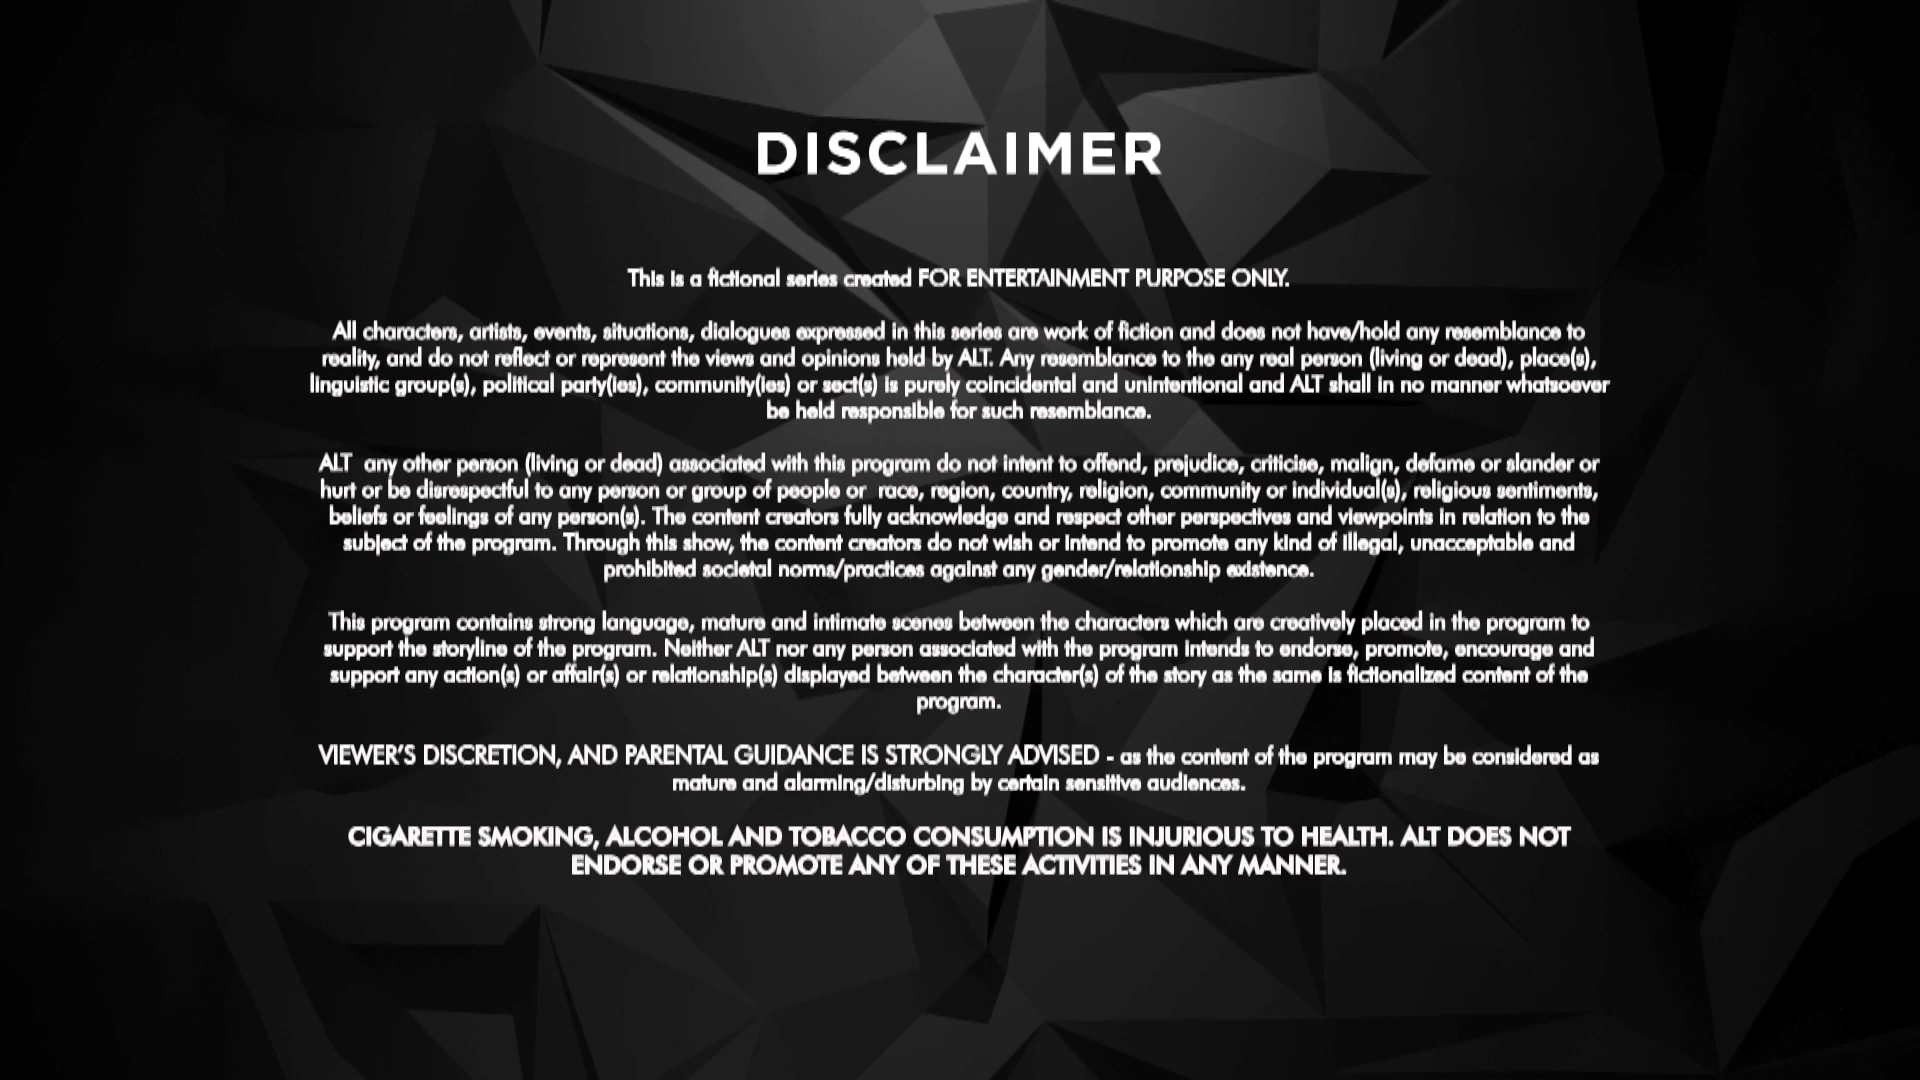 DISCLAIMER
This is a fictional series created FOR ENTERTAINMENT PURPOSE ONLY.
All characters, artists, events, situations, dialogues expressed in this series are work of fiction and does not have/hold any resemblance to
reality, and do not reflect or represent the views and opinions held by ALT. Any resemblance to the any real person (living or dead), place(s),
linguistic group(s), political party(ies), community(ies) or sect(s) is purely coincidental and unintentional and ALT shall in no manner whatsoever
be held responsible for such resemblance.
ALT any other person (living or dead) associated with this program do not intent to offend, prejudice, criticise, malign, defame or slander or
hurt or be disrespectful to any person or group of people or race, region, country, religion, community or individual(s), religious sentiments,
beliefs or feelings of any person(s). The content creators fully acknowledge and respect other perspectives and viewpoints in relation to the
subject of the program. Through this show, the content creators do not wish or intend to promote any kind of illegal, unacceptable and
prohibited societal norms/practices against any gender/relationship existence.
This program contains strong language, mature and intimate scenes between the characters which are creatively placed in the program to
support the storyline of the program. Neither ALT nor any person associated with the program intends to endorse, promote, encourage and
support any action(s) or affair(s) or relationship(s) displayed between the character(s) of the story as the same is fictionalized content of the
program.
VIEWER'S DISCRETION, AND PARENTAL GUIDANCE IS STRONGLY ADVISED - as the content of the program may be considered as
mature and alarming/disturbing by certain sensitive audiences.
CIGARETTE SMOKING, ALCOHOL AND TOBACCO CONSUMPTION IS INJURIOUS TO HEALTH. ALT DOES NOT
ENDORSE OR PROMOTE ANY OF THESE ACTIVITIES IN ANY MANNER.